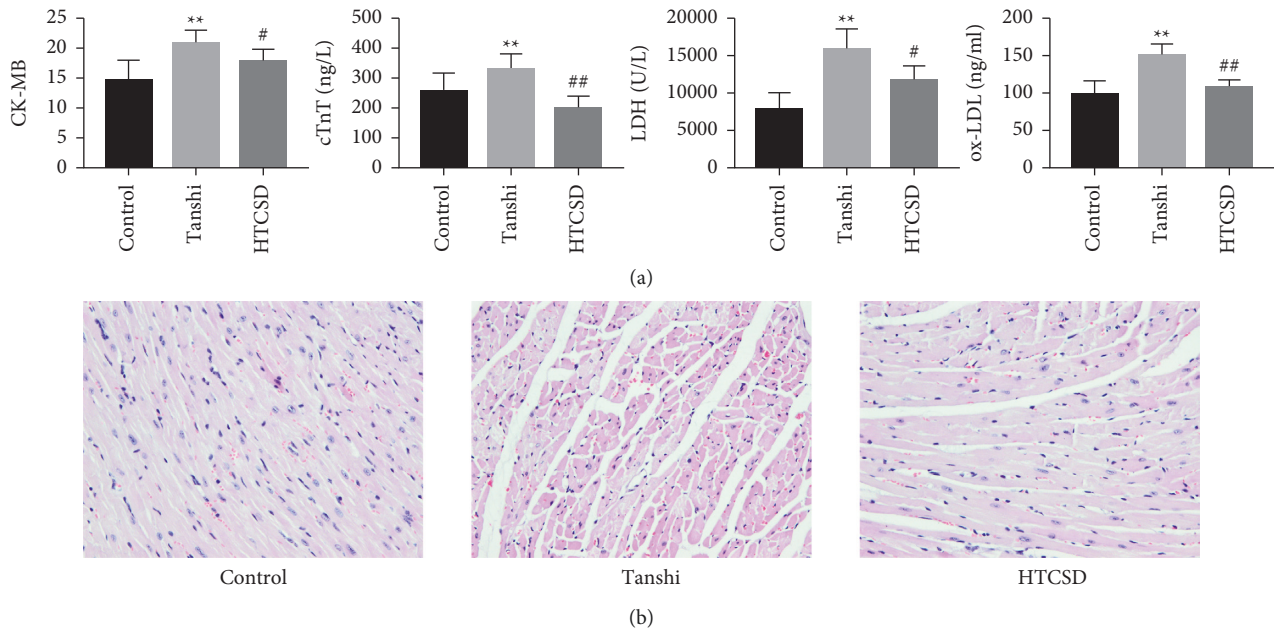 CK-MB
25
20
15
10
5
0
**
#
Control
Tanshi
HTCSD
cTnT (ng/L)
500
400
300
200
100
0
**
##
Control
Tanshi
HTCSD
LDH (U/L)
20000
15000
10000
5000
0
**
#
Control
Tanshi
HTCSD
ox-LDL (ng/ml)
200
150
100
50
0
**
##
Control
Tanshi
HTCSD
(a)
Control
Tanshi
HTCSD
(b)